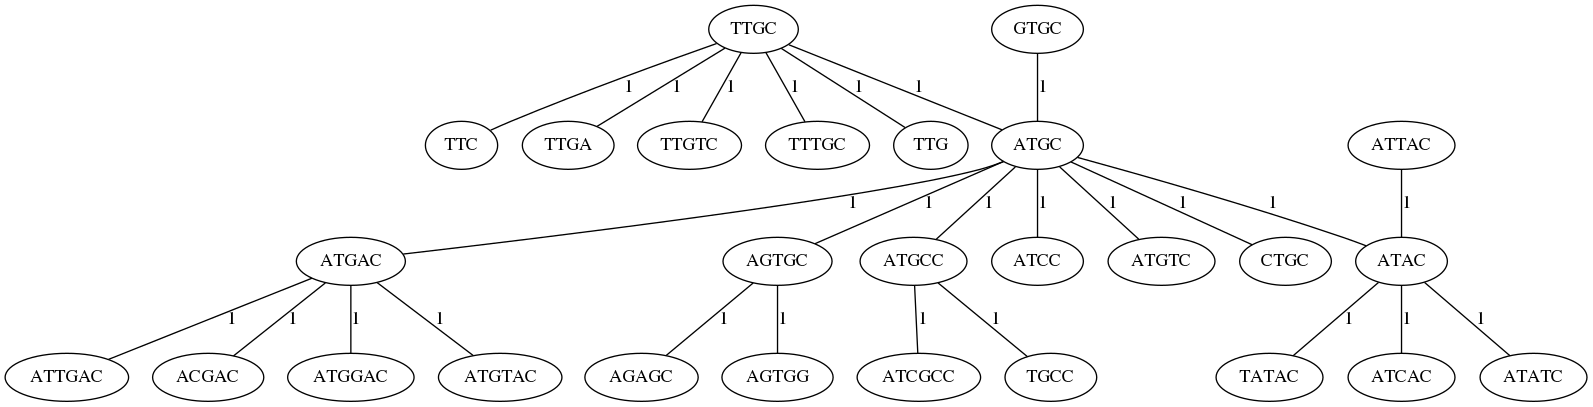 TTGC GTGC
1 1 1 1 1 1 1
TTC TTGA TTGTC TTTGC TTG ATGC ATTAC
1 1 1 1 1 1 1 1
ATGAC AGTGC ATGCC ATCC ATGTC CTGC ATAC
1 1 1 1 1 1 1 1 1 1 1
ATTGAC ACGAC ATGGAC ATGTAC AGAGC AGTGG ATCGCC TGCC TATAC ATCAC ATATC